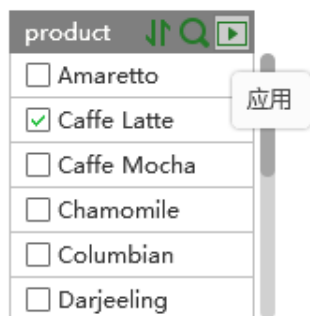 product
Amaretto
应用
Caffe Latte
Caffe Mocha
Chamomile
Columbian
Darjeeling